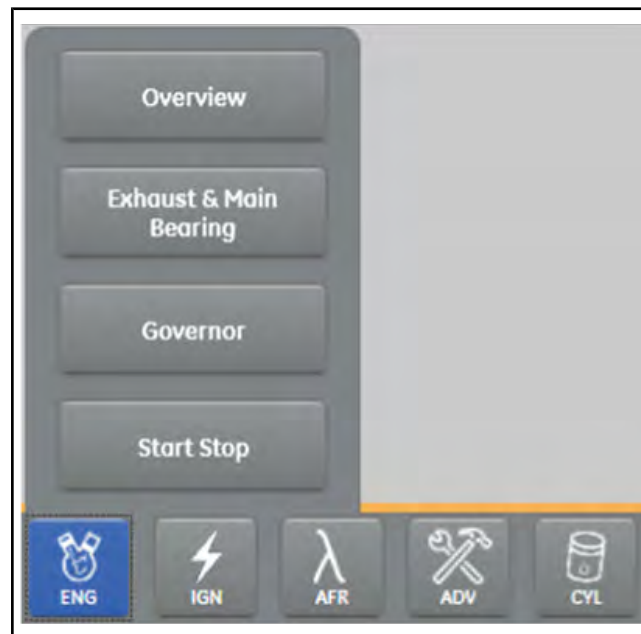 Overview
Exhaust & Main
Bearing
Governor
Start Stop
ENG
IGN
λ
AFR
ADV
CYL